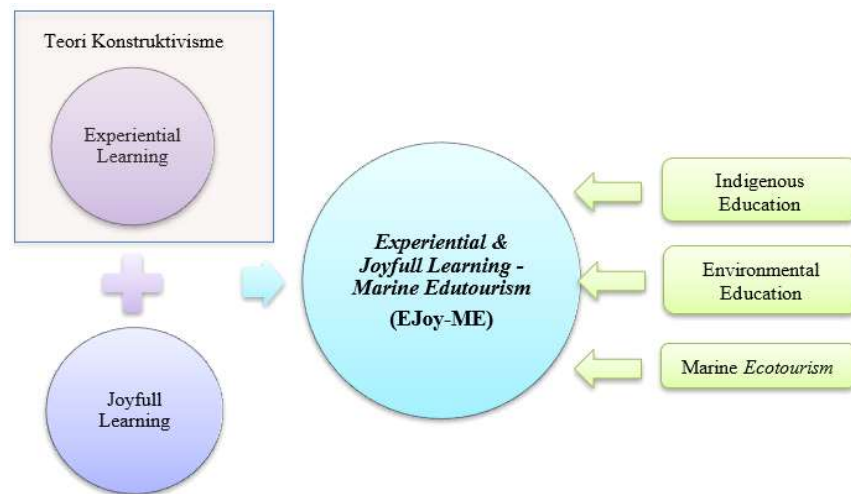 Teori Konstruktivisme
Experiential
Learning
Joyfull
Learning
Experiential &
Joyfull Learning -
Marine Edutourism
(EJoy-ME)
Indigenous
Education
Environmental
Education
Marine Ecotourism